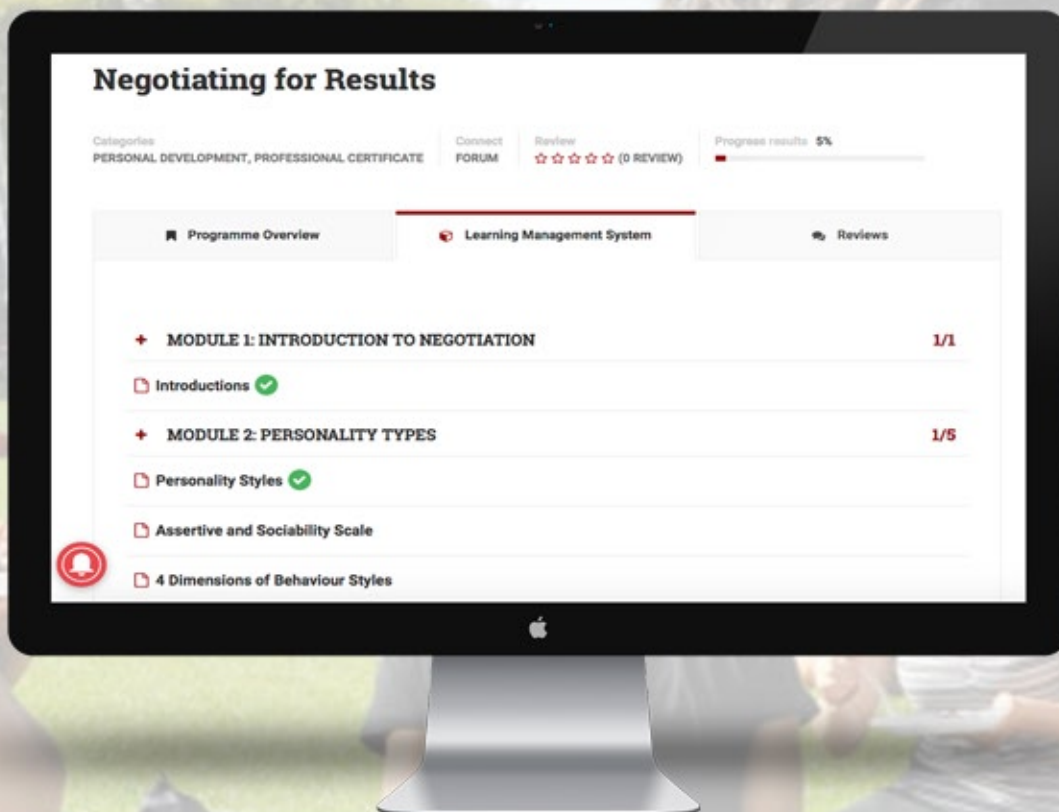 Negotiating for Results
Categories
PERSONAL DEVELOPMENT, PROFESSIONAL CERTIFICATE
Connect
FORUM
Review
(0 REVIEW)
Progress results 5%
Programme Overview
Learning Management System
Reviews
+ MODULE 1: INTRODUCTION TO NEGOTIATION 1/1
Introductions
+ MODULE 2: PERSONALITY TYPES 1/5
Personality Styles
Assertive and Sociability Scale
4 Dimensions of Behaviour Styles